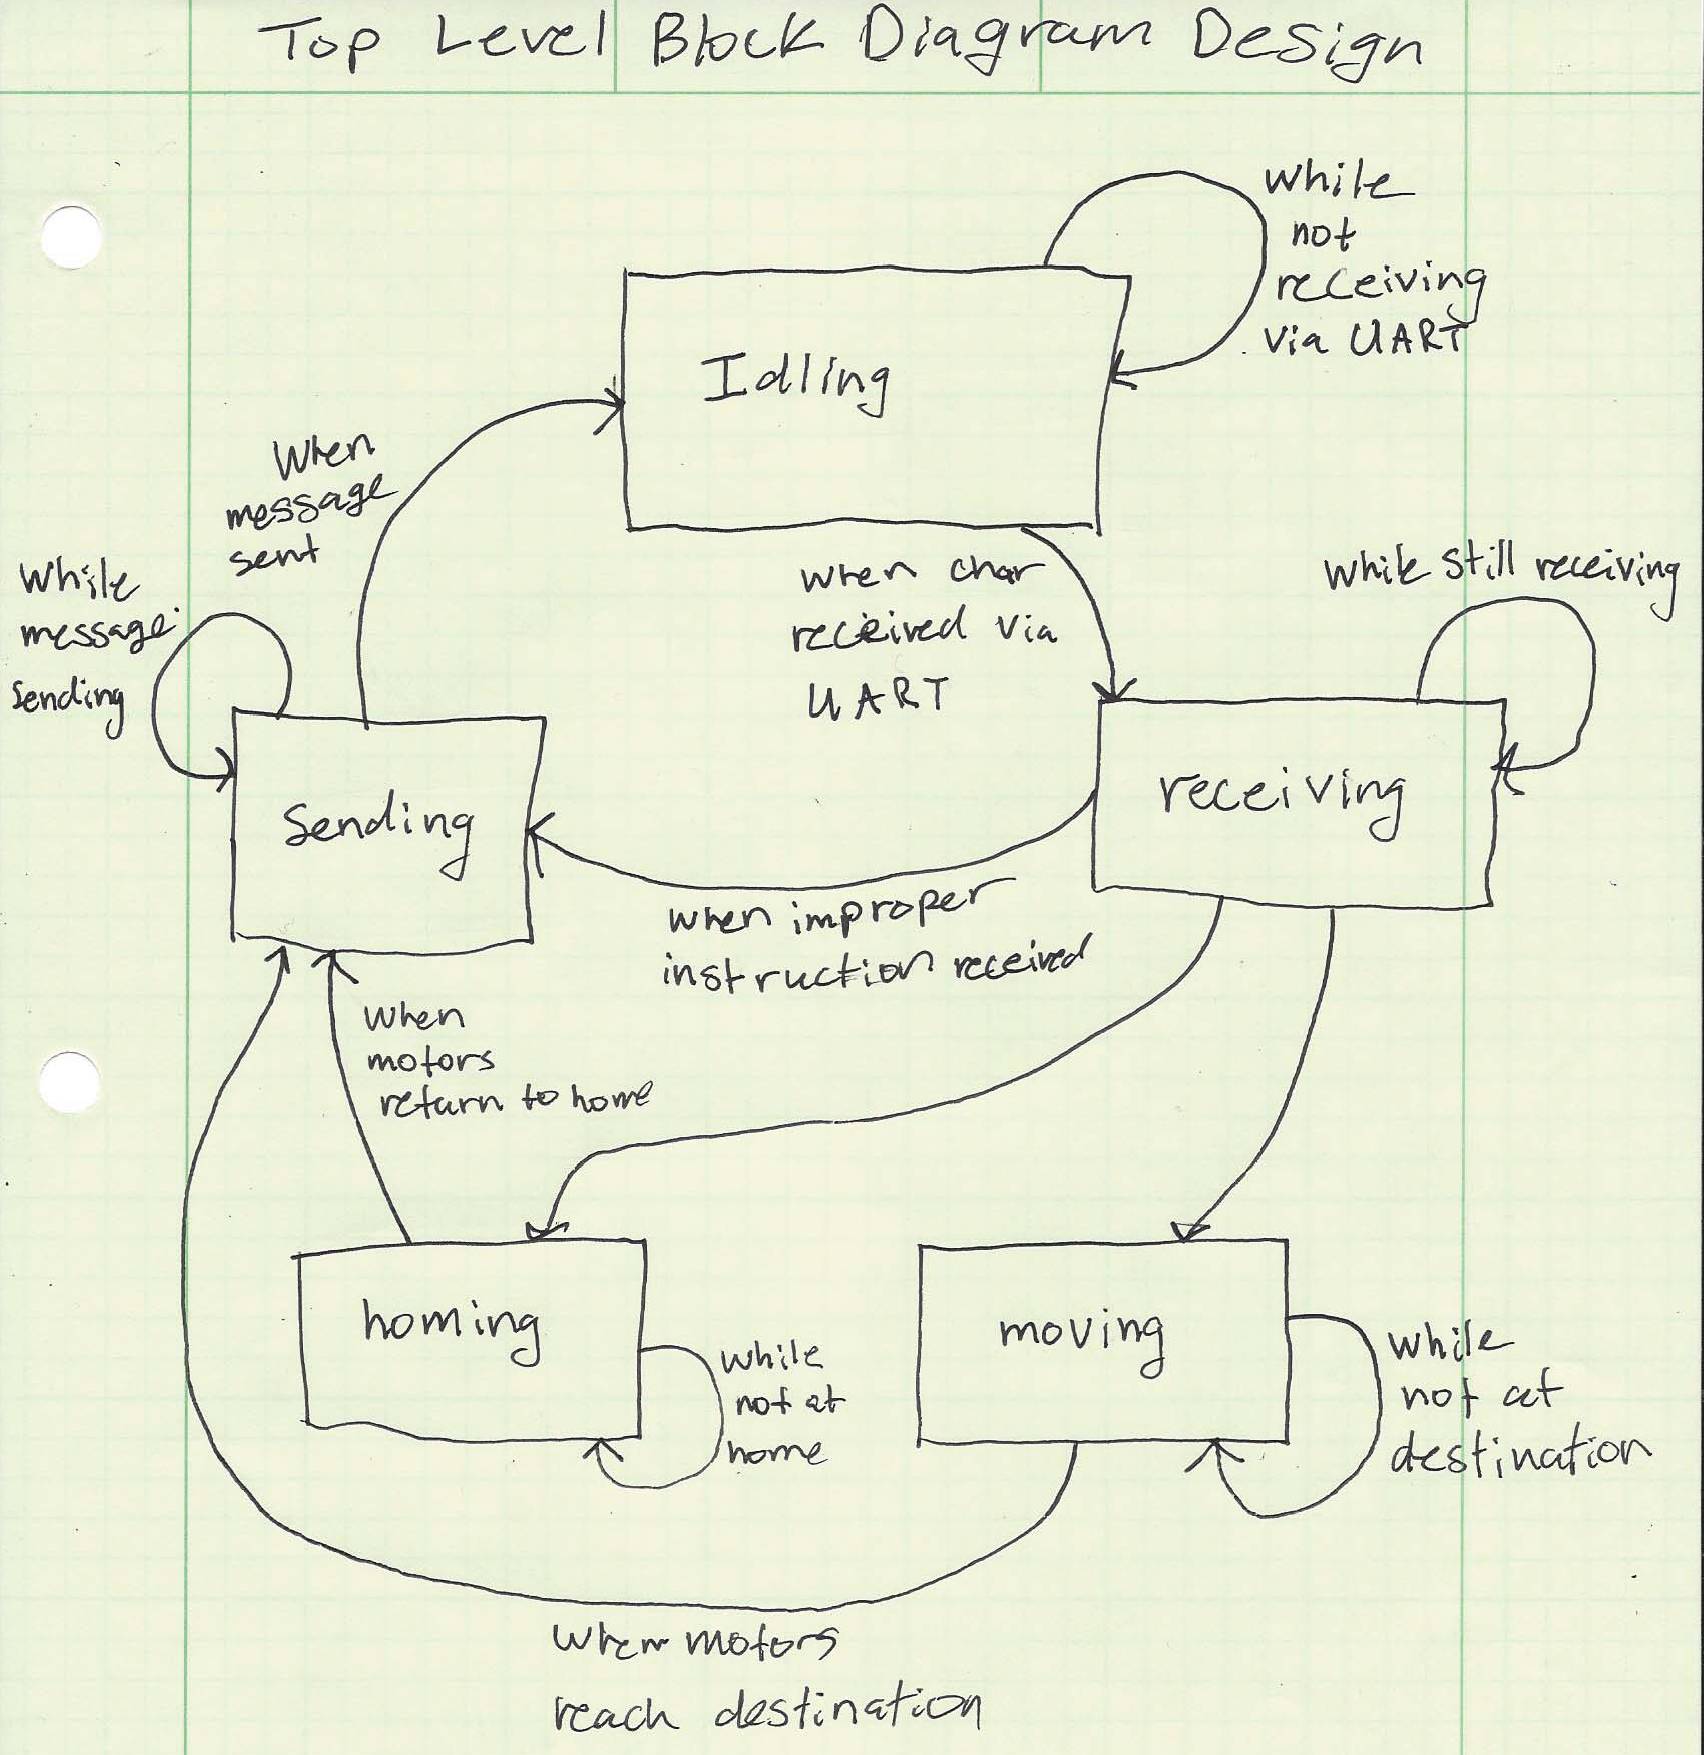 Top Level Block Diagram Design
while
not
receiving
via UART
Idling
When
message
sent
when char
received via
UART
while still receiving
while
message
sending
Sending
receiving
when improper
instruction received
when
motors
return to home
homing
while
not at
home
moving
while
not at
destination
when motors
reach destination